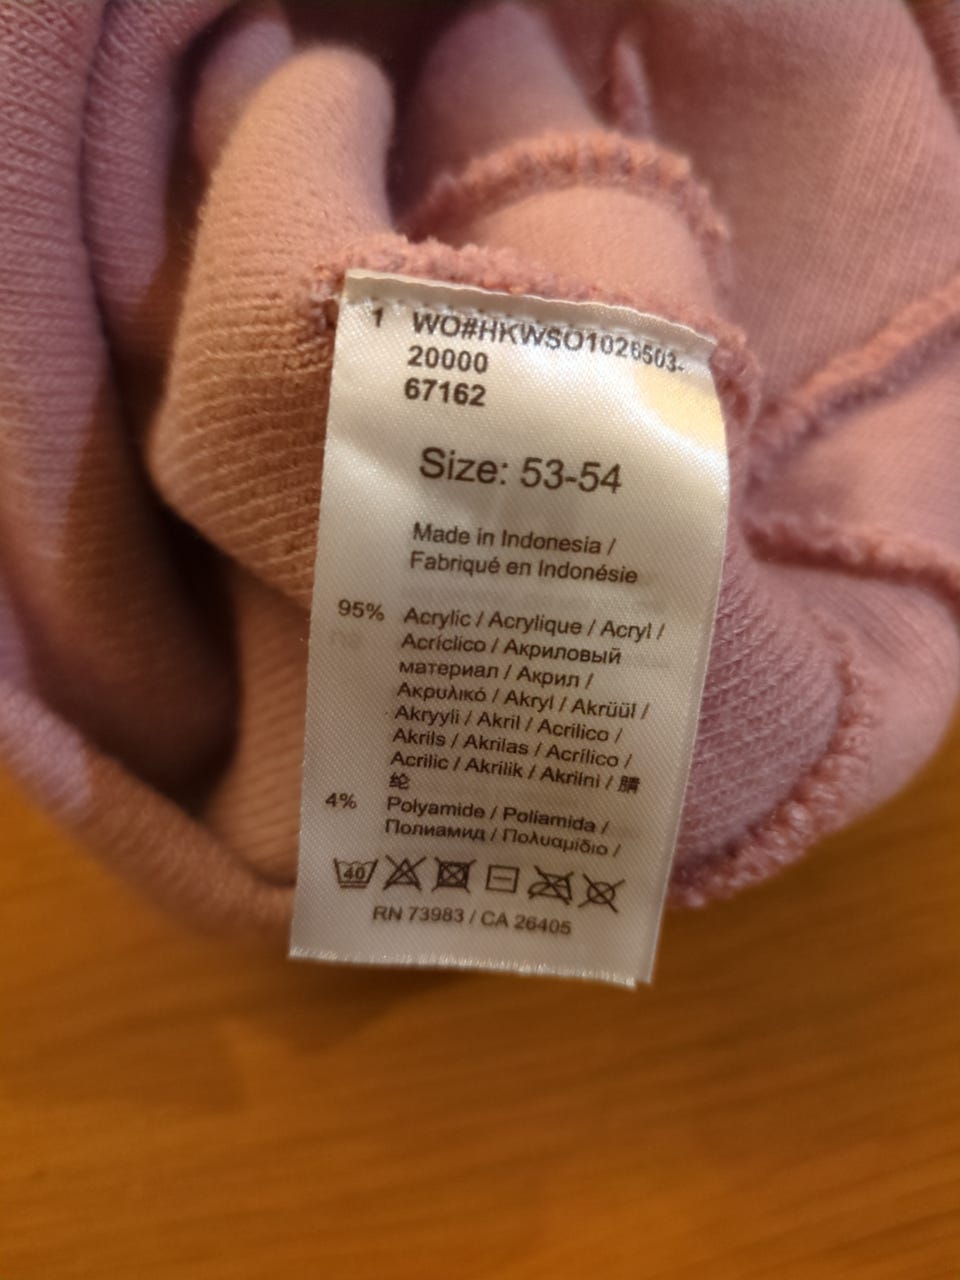 1 WO#HKWSO1026503-
20000
67162
Size: 53-54
Made in Indonesia /
Fabriqué en Indonésie
95% Acrylic / Acrylique / Acryl /
Acríclico / Акриловый
материал / Акрил /
Ακρυλικό / Akryl / Akrüül /
Akryyli / Akril / Acrilico /
Akrils / Akrilas / Acrílico /
Acrilic / Akrilik / Akrilni / 腈
纶
4% Polyamide / Poliamida /
Полиамид / Πολυαμίδιο /
40
RN 73983 / CA 26405